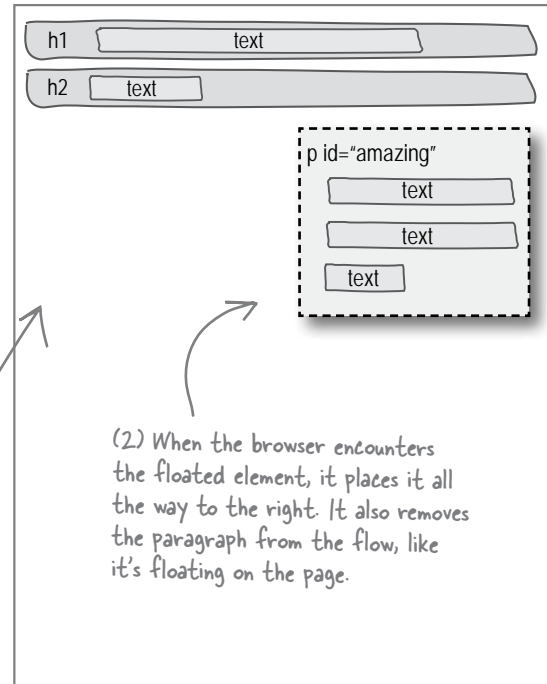 h1 text
h2 text
p id="amazing"
text
text
text
(2) When the browser encounters
the floated element, it places it all
the way to the right. It also removes
the paragraph from the flow, like
it's floating on the page.